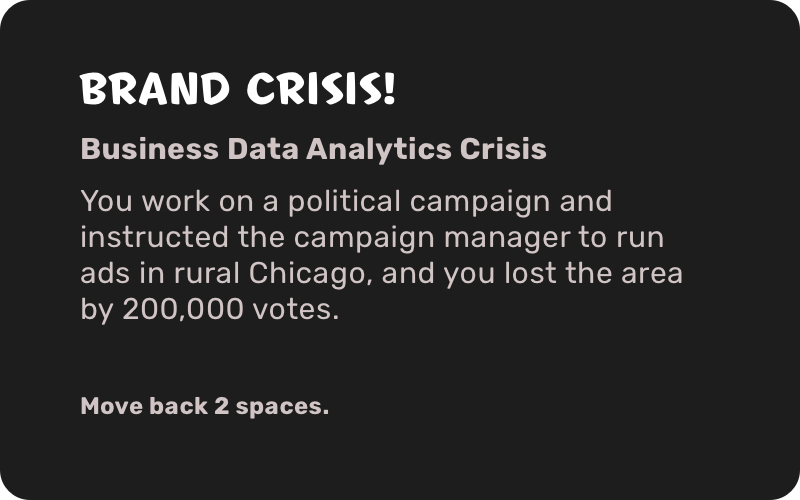 BRAND CRISIS!
Business Data Analytics Crisis
You work on a political campaign and
instructed the campaign manager to run
ads in rural Chicago, and you lost the area
by 200,000 votes.
Move back 2 spaces.